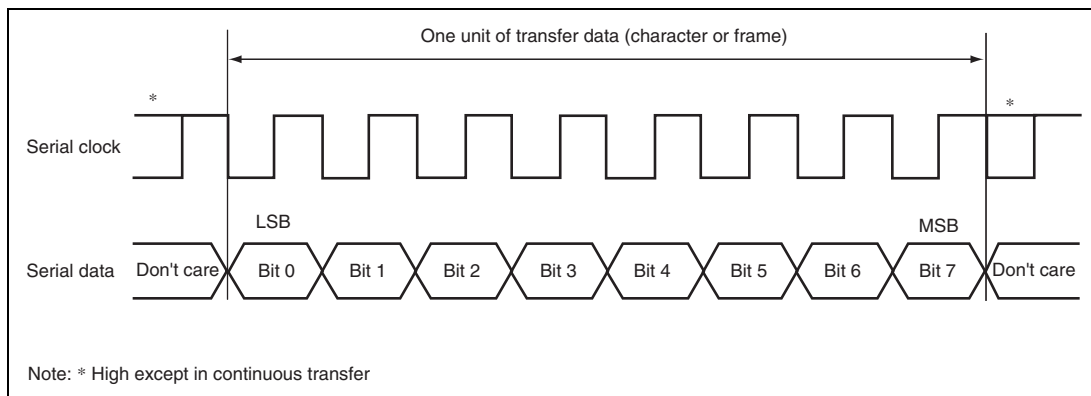 One unit of transfer data (character or frame)
*
*
Serial clock
LSB
MSB
Serial data
Don't care
Bit 0
Bit 1
Bit 2
Bit 3
Bit 4
Bit 5
Bit 6
Bit 7
Don't care
Note: * High except in continuous transfer